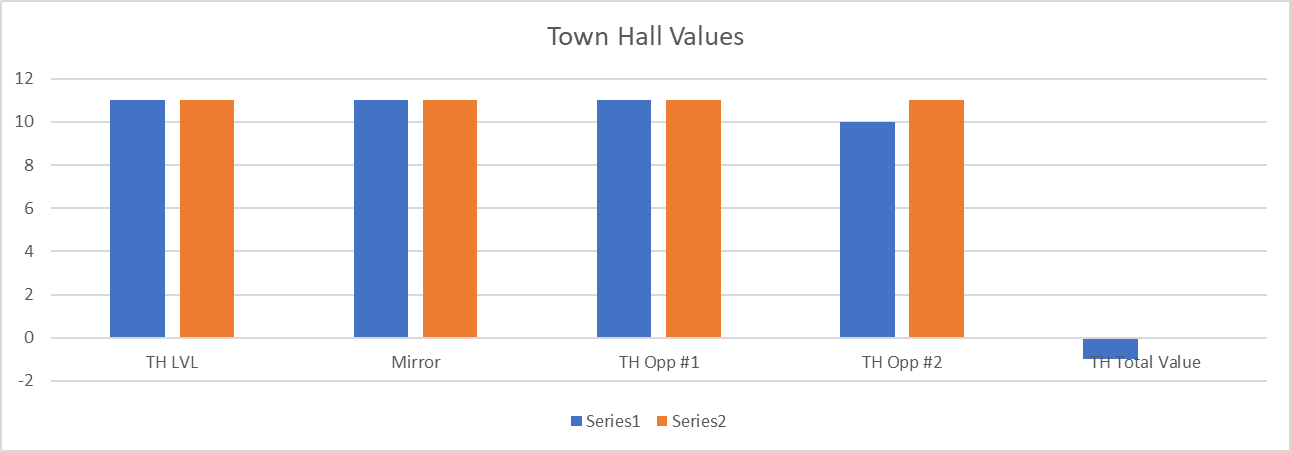 Town Hall Values
12
10
8
6
4
2
0
-2
TH LVL Mirror TH Opp #1 TH Opp #2 TH Total Value
Series1 Series2